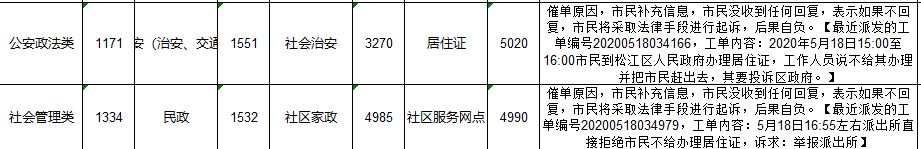 催单原因，市民补充信息，市民没收到任何回复，表示如果不回
复，市民将采取法律手段进行起诉，后果自负。【最近派发的工
公安政法类 1171 安（治安、交通 1551 社会治安 3270 居住证 5020 单编号20200518034166，工单内容：2020年5月18日15:00至
16:00市民到松江区人民政府办理居住证，工作人员说不给其办理
并把市民赶出去，其要投诉区政府。】
催单原因，市民补充信息，市民没收到任何回复，表示如果不回
复，市民将采取法律手段进行起诉，后果自负。【最近派发的工
社会管理类 1334 民政 1532 社区家政 4985 社区服务网点 4990 单编号20200518034979，工单内容：5月18日16:55左右派出所直
接拒绝市民不给办理居住证，诉求：举报派出所】